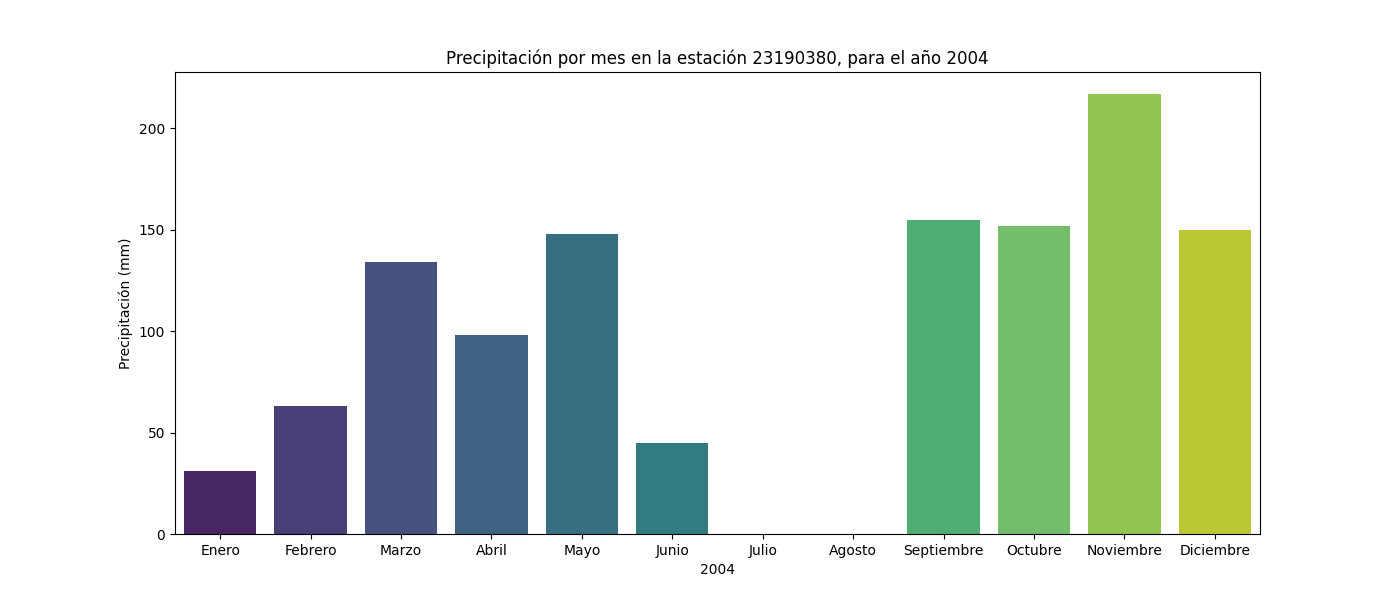 Precipitación por mes en la estación 23190380, para el año 2004
Precipitación (mm)
200
150
100
50
0
Enero Febrero Marzo Abril Mayo Junio Julio Agosto Septiembre Octubre Noviembre Diciembre
2004